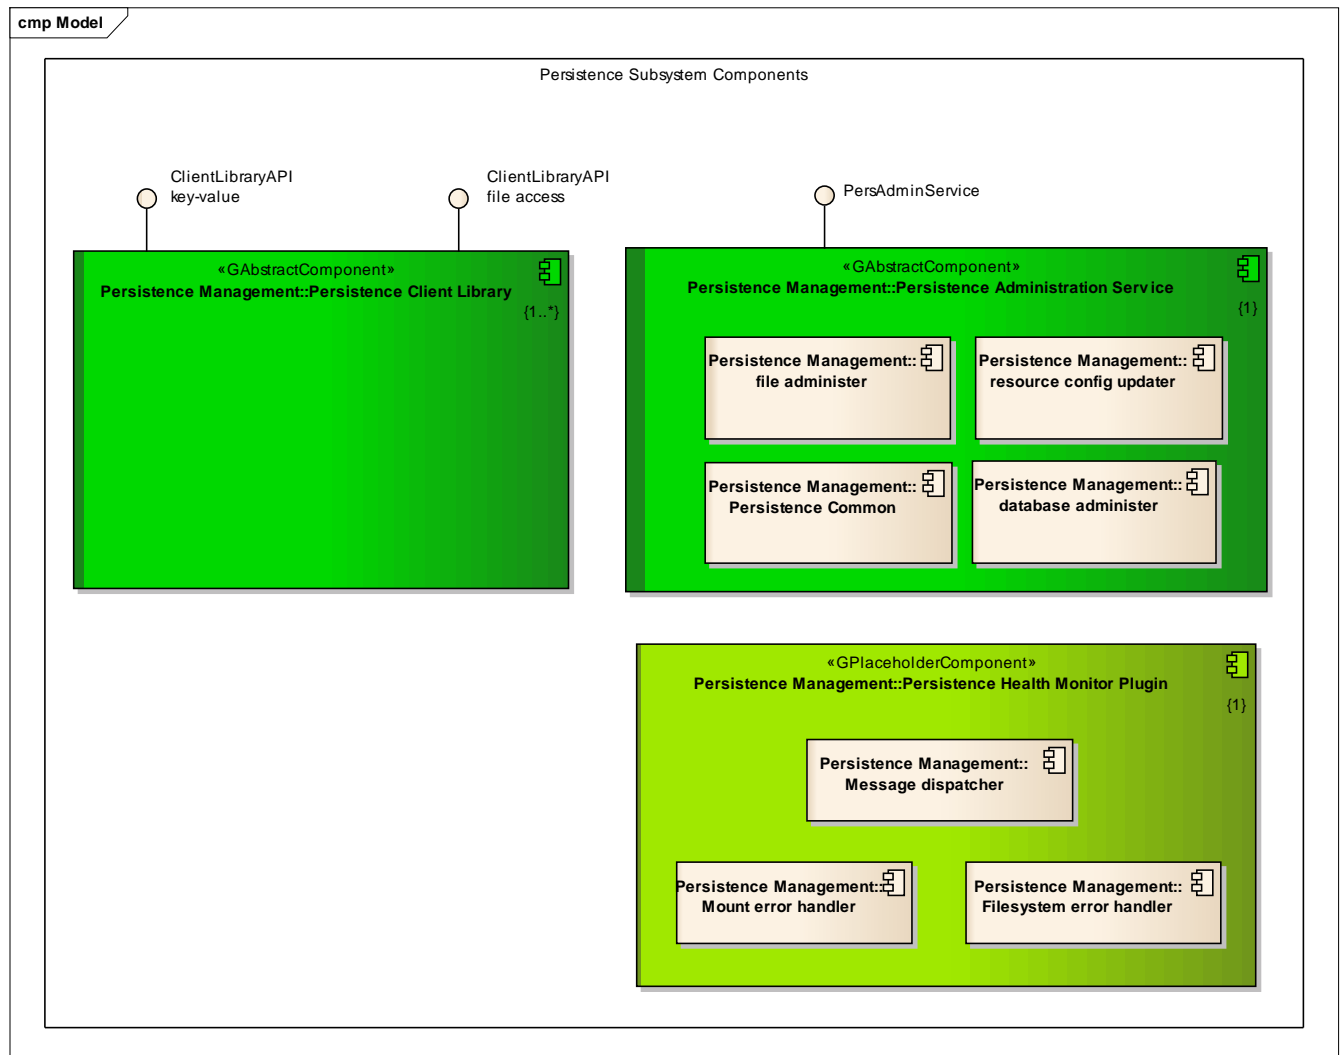 cmp Model
Persistence Subsystem Components
ClientLibraryAPI
key-value
ClientLibraryAPI
file access
PersAdminService
«GAbstractComponent»
Persistence Management::Persistence Client Library
{1..*}
«GAbstractComponent»
Persistence Management::Persistence Administration Service
{1}
Persistence Management::
file administer
Persistence Management::
resource config updater
Persistence Management::
Persistence Common
Persistence Management::
database administer
«GPlaceholderComponent»
Persistence Management::Persistence Health Monitor Plugin
{1}
Persistence Management::
Message dispatcher
Persistence Management::
Mount error handler
Persistence Management::
Filesystem error handler